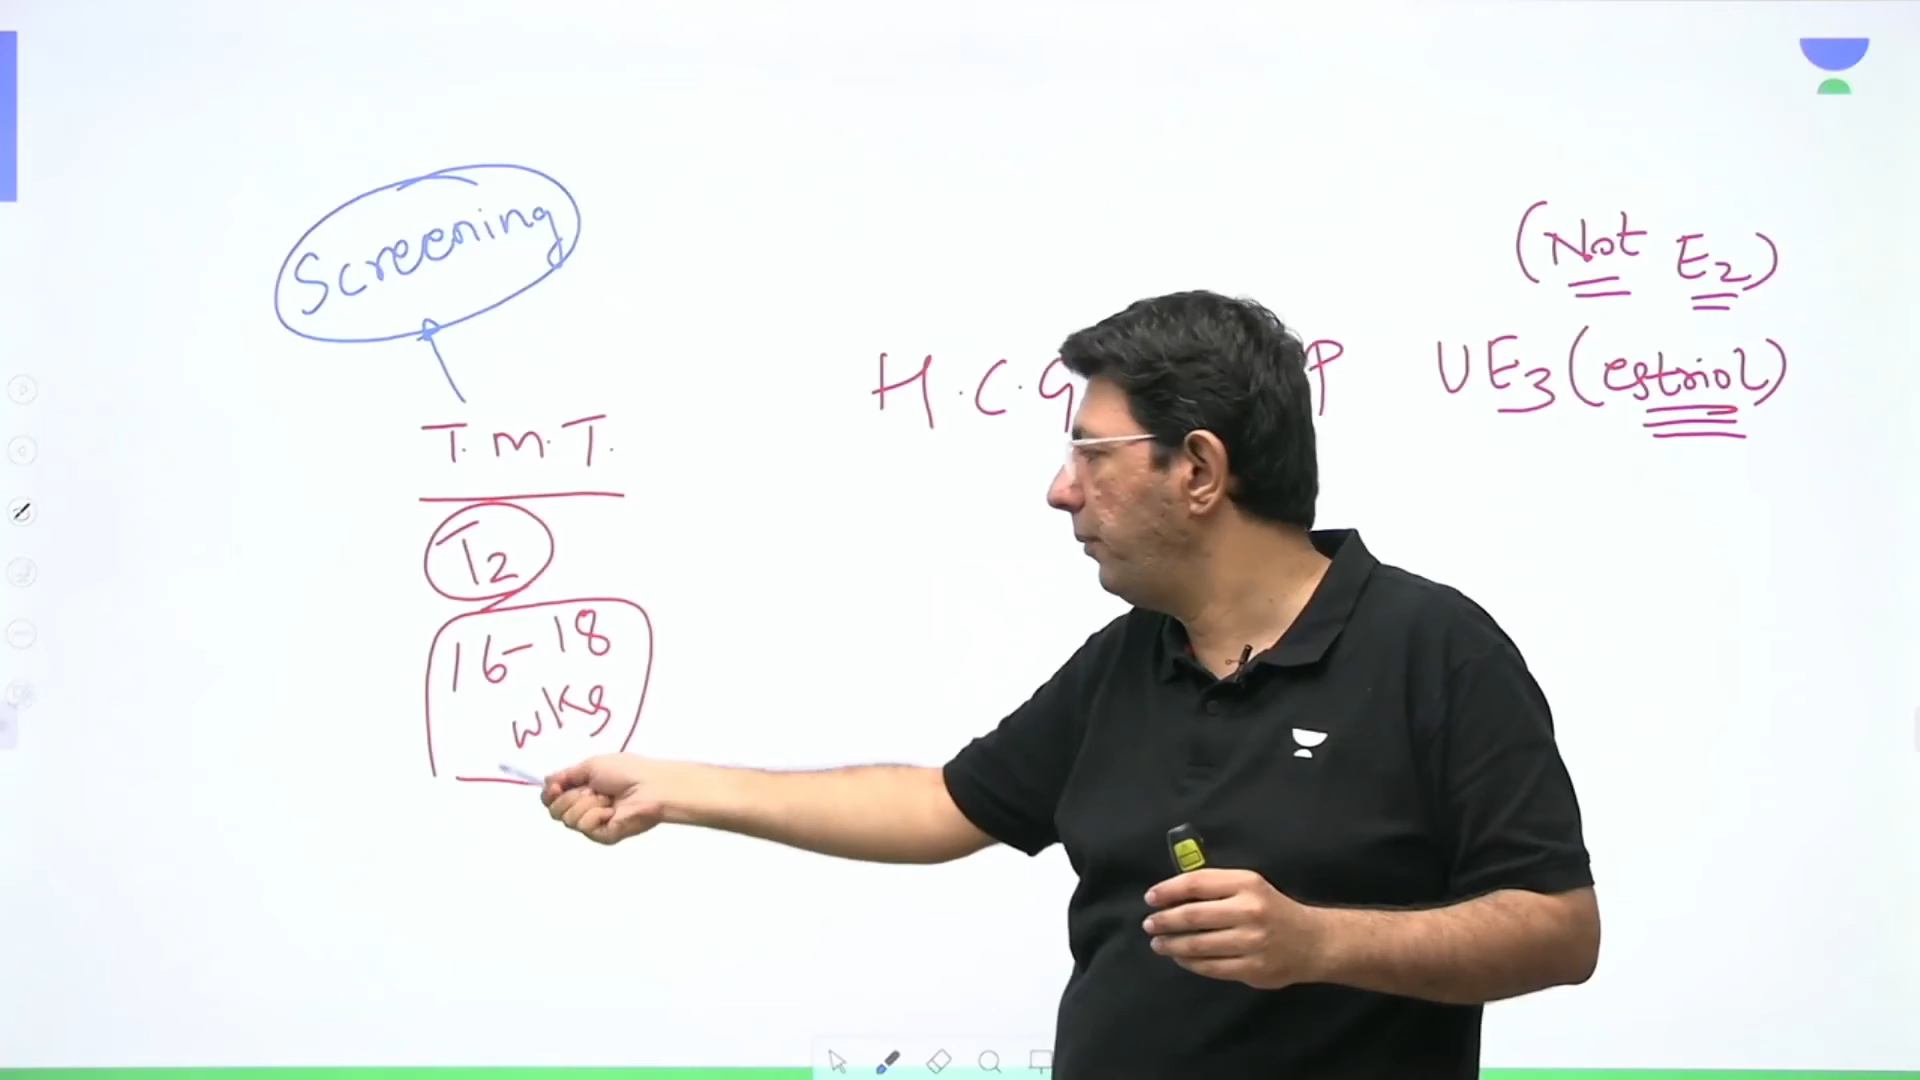 Screening
T.M.T.
T2
16-18
wks
(Not E2)
H.C.G
P
UE3 (estriol)